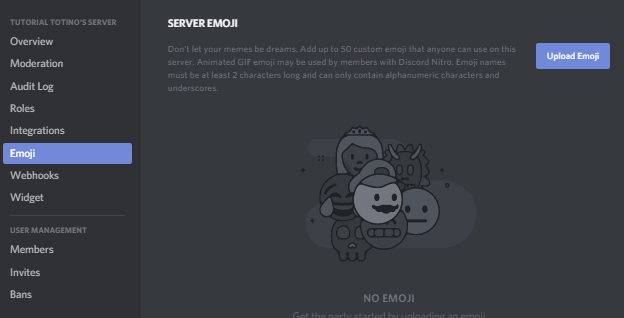 TUTORIAL TOTINO'S SERVER
Overview
Moderation
Audit Log
Roles
Integrations
Emoji
Webhooks
Widget
USER MANAGEMENT
Members
Invites
Bans
SERVER EMOJI
Don't let your memes be dreams. Add up to 50 custom emoji that anyone can use on this
server. Animated GIF emoji may be used by members with Discord Nitro. Emoji names
must be at least 2 characters long and can only contain alphanumeric characters and
underscores.
Upload Emoji
NO EMOJI
Get the party started by uploading an emoji